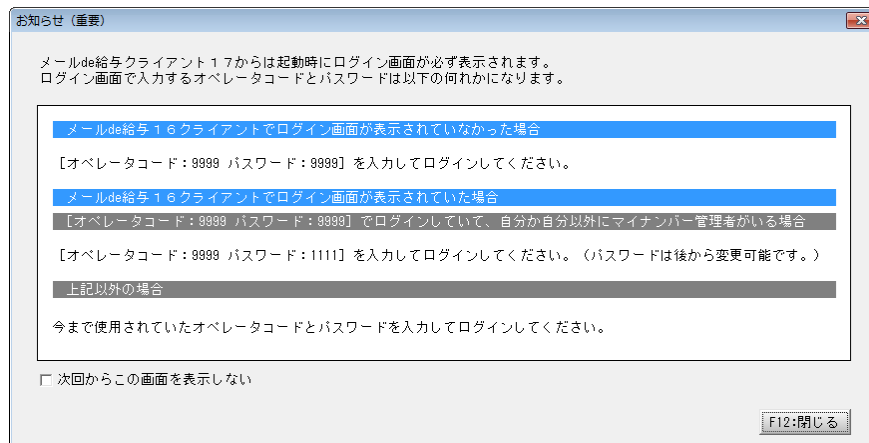 お知らせ（重要）
メールde給与クライアント１７からは起動時にログイン画面が必ず表示されます。
ログイン画面で入力するオペレータコードとパスワードは以下の何れかになります。
メールde給与１６クライアントでログイン画面が表示されていなかった場合
［オペレータコード：9999 パスワード：9999］を入力してログインしてください。
メールde給与１６クライアントでログイン画面が表示されていた場合
［オペレータコード：9999 パスワード：9999］でログインしていて、自分か自分以外にマイナンバー管理者がいる場合
［オペレータコード：9999 パスワード：1111］を入力してログインしてください。（パスワードは後から変更可能です。）
上記以外の場合
今まで使用されていたオペレータコードとパスワードを入力してログインしてください。
次回からこの画面を表示しない
F12:閉じる